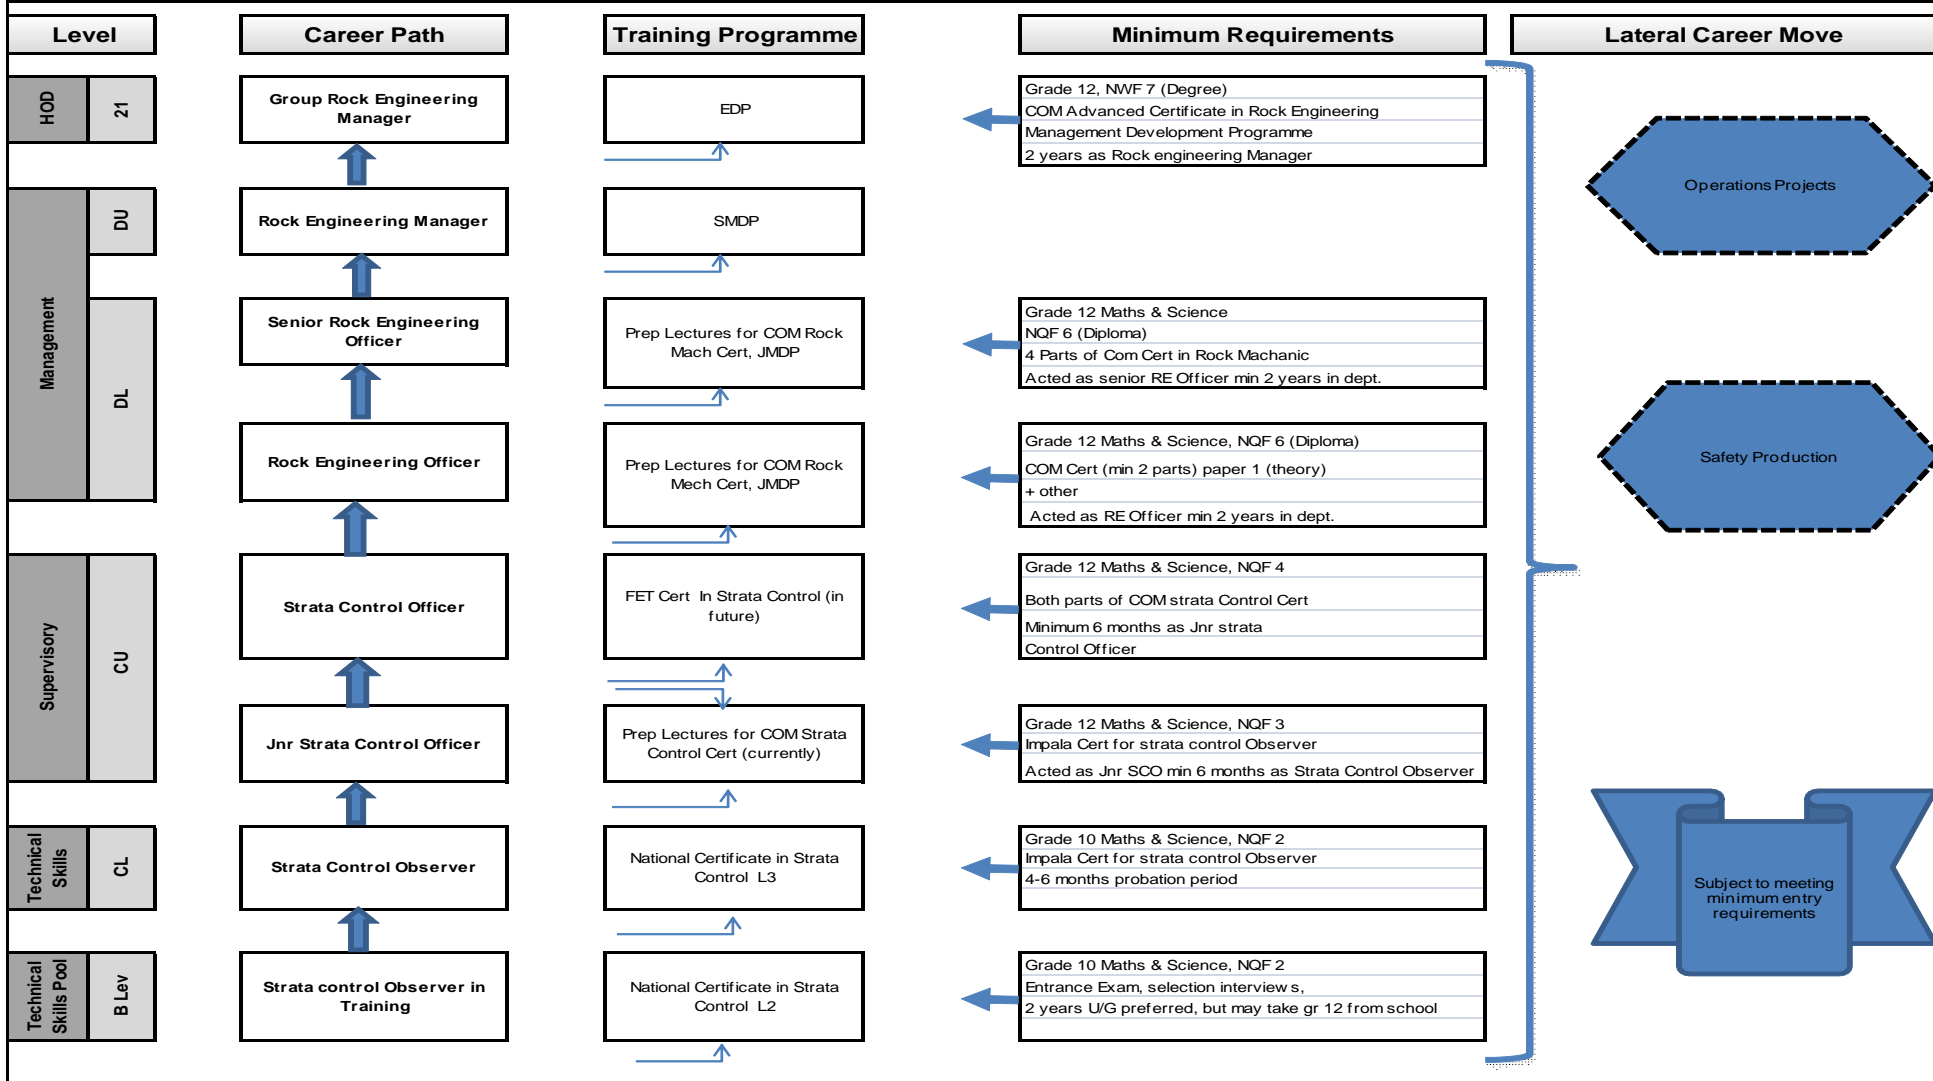 Level
Career Path
Training Programme
Minimum Requirements
Lateral Career Move
HOD
21
Group Rock Engineering
Manager
EDP
Grade 12, NWF 7 (Degree)
COM Advanced Certificate in Rock Engineering
Management Development Programme
2 years as Rock engineering Manager
Operations Projects
Management
DU
Rock Engineering Manager
SMDP
DL
Senior Rock Engineering
Officer
Prep Lectures for COM Rock
Mach Cert, JMDP
Grade 12 Maths & Science
NQF 6 (Diploma)
4 Parts of Com Cert in Rock Machanic
Acted as senior RE Officer min 2 years in dept.
Rock Engineering Officer
Prep Lectures for COM Rock
Mech Cert, JMDP
Grade 12 Maths & Science, NQF 6 (Diploma)
COM Cert (min 2 parts) paper 1 (theory)
+ other
Acted as RE Officer min 2 years in dept.
Safety Production
Supervisory
CU
Strata Control Officer
FET Cert In Strata Control (in
future)
Grade 12 Maths & Science, NQF 4
Both parts of COM strata Control Cert
Minimum 6 months as Jnr strata
Control Officer
Jnr Strata Control Officer
Prep Lectures for COM Strata
Control Cert (currently)
Grade 12 Maths & Science, NQF 3
Impala Cert for strata control Observer
Acted as Jnr SCO min 6 months as Strata Control Observer
Technical
Skills
CL
Strata Control Observer
National Certificate in Strata
Control L3
Grade 10 Maths & Science, NQF 2
Impala Cert for strata control Observer
4-6 months probation period
Subject to meeting
minimum entry
requirements
Technical
Skills Pool
B Lev
Strata control Observer in
Training
National Certificate in Strata
Control L2
Grade 10 Maths & Science, NQF 2
Entrance Exam, selection interviews,
2 years U/G preferred, but may take gr 12 from school